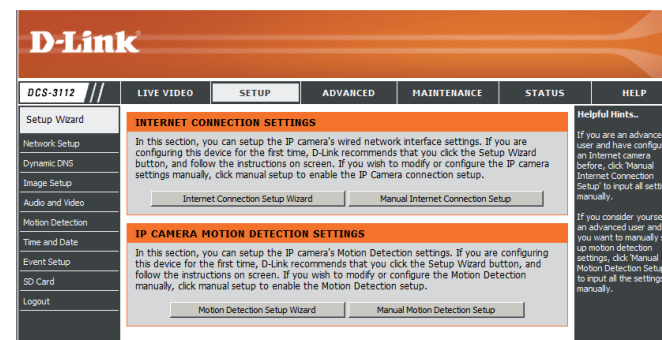 D-Link
DCS-3112 //
LIVE VIDEO
SETUP
ADVANCED
MAINTENANCE
STATUS
HELP
Setup Wizard
Network Setup
Dynamic DNS
Image Setup
Audio and Video
Motion Detection
Time and Date
Event Setup
SD Card
Logout
INTERNET CONNECTION SETTINGS
In this section, you can setup the IP camera's wired network interface settings. If you are
configuring this device for the first time, D-Link recommends that you click the Setup Wizard
button, and follow the instructions on screen. If you wish to modify or configure the IP camera
settings manually, click manual setup to enable the IP Camera connection setup.
Internet Connection Setup Wizard
Manual Internet Connection Setup
IP CAMERA MOTION DETECTION SETTINGS
In this section, you can setup the IP camera's Motion Detection settings. If you are configuring
this device for the first time, D-Link recommends that you click the Setup Wizard button, and
follow the instructions on screen. If you wish to modify or configure the Motion Detection
manually, click manual setup to enable the Motion Detection setup.
Motion Detection Setup Wizard
Manual Motion Detection Setup
Helpful Hints..
If you are an advance
user and have configu
an Internet camera
before, click 'Manual
Internet Connection
Setup' to input all setti
manually.
If you consider yourse
an advanced user and
you want to manually s
up motion detection
settings, click 'Manual
Motion Detection Setu
to input all the settings
manually.